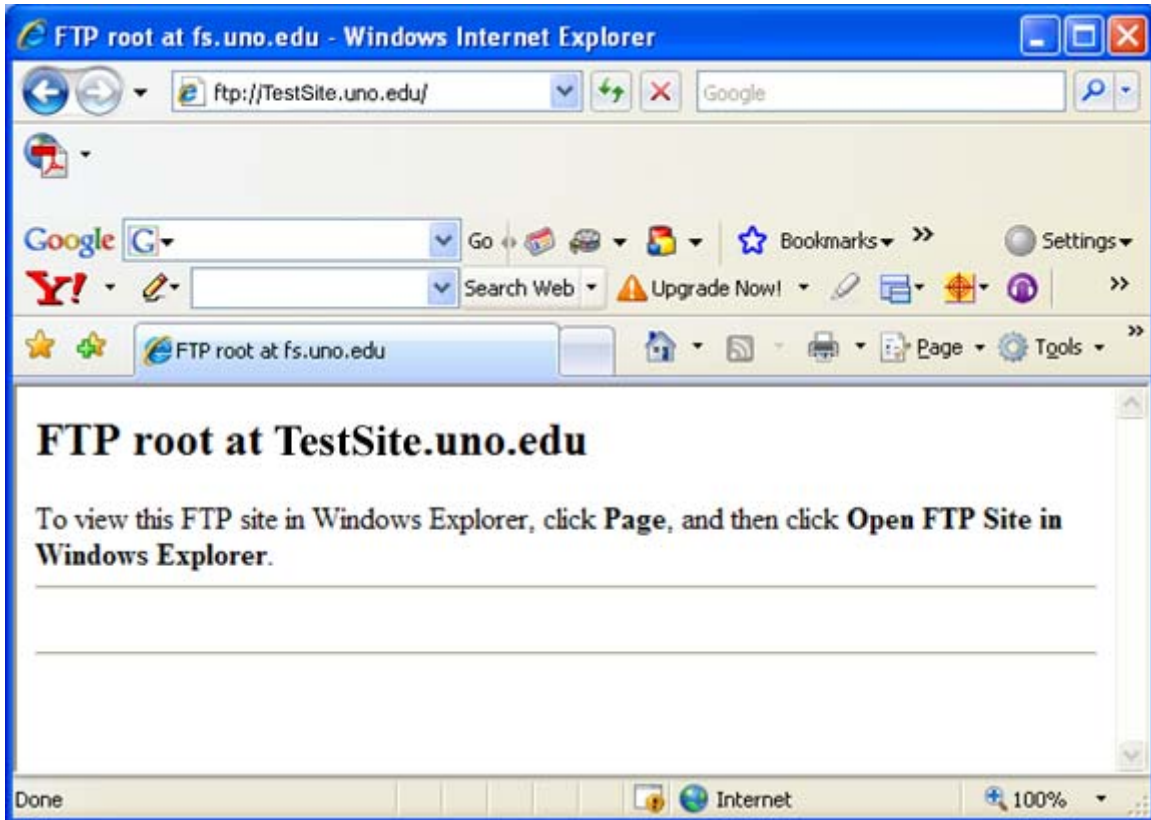 FTP root at fs.uno.edu - Windows Internet Explorer
ftp://TestSite.uno.edu/
Google
Google G
Go
Bookmarks
Settings
Y!
Search Web
Upgrade Now!
FTP root at fs.uno.edu
Page
Tools
FTP root at TestSite.uno.edu
To view this FTP site in Windows Explorer, click Page, and then click Open FTP Site in
Windows Explorer.
Done
Internet
100%